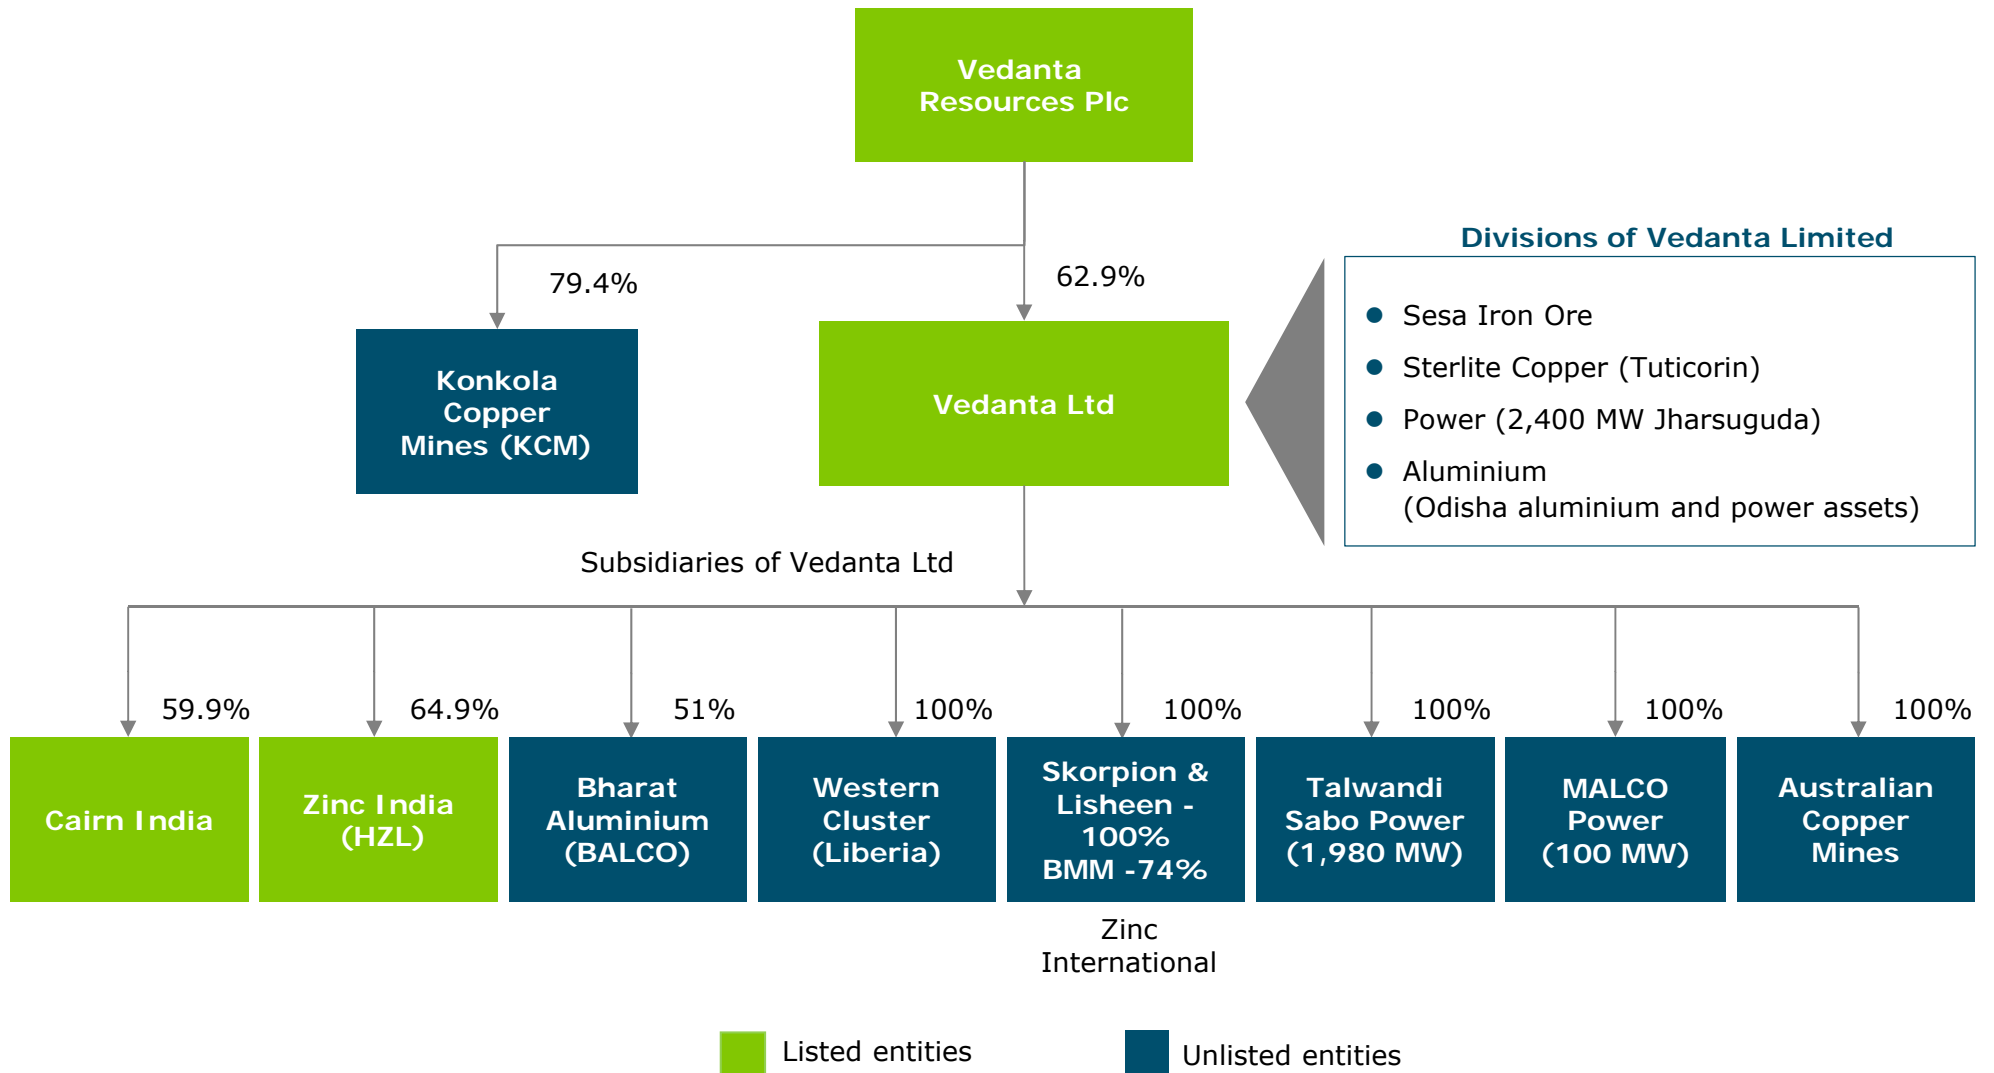 Vedanta
Resources Plc
Divisions of Vedanta Limited
79.4%
62.9%
Sesa Iron Ore
Sterlite Copper (Tuticorin)
Power (2,400 MW Jharsuguda)
Aluminium
(Odisha aluminium and power assets)
Konkola
Copper
Mines (KCM)
Vedanta Ltd
Subsidiaries of Vedanta Ltd
59.9%
64.9%
51%
100%
100%
100%
100%
100%
Cairn India
Zinc India
(HZL)
Bharat
Aluminium
(BALCO)
Western
Cluster
(Liberia)
Skorpion &
Lisheen -
100%
BMM -74%
Talwandi
Sabo Power
(1,980 MW)
MALCO
Power
(100 MW)
Australian
Copper
Mines
Zinc
International
Listed entities
Unlisted entities